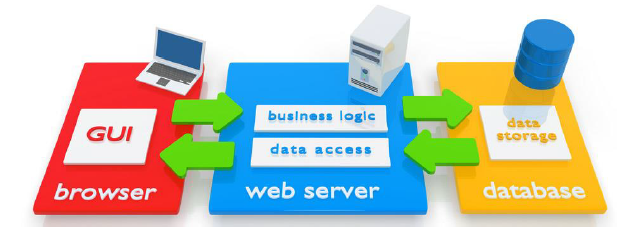 GUI
browser
business logic
data access
web server
data
storage
database